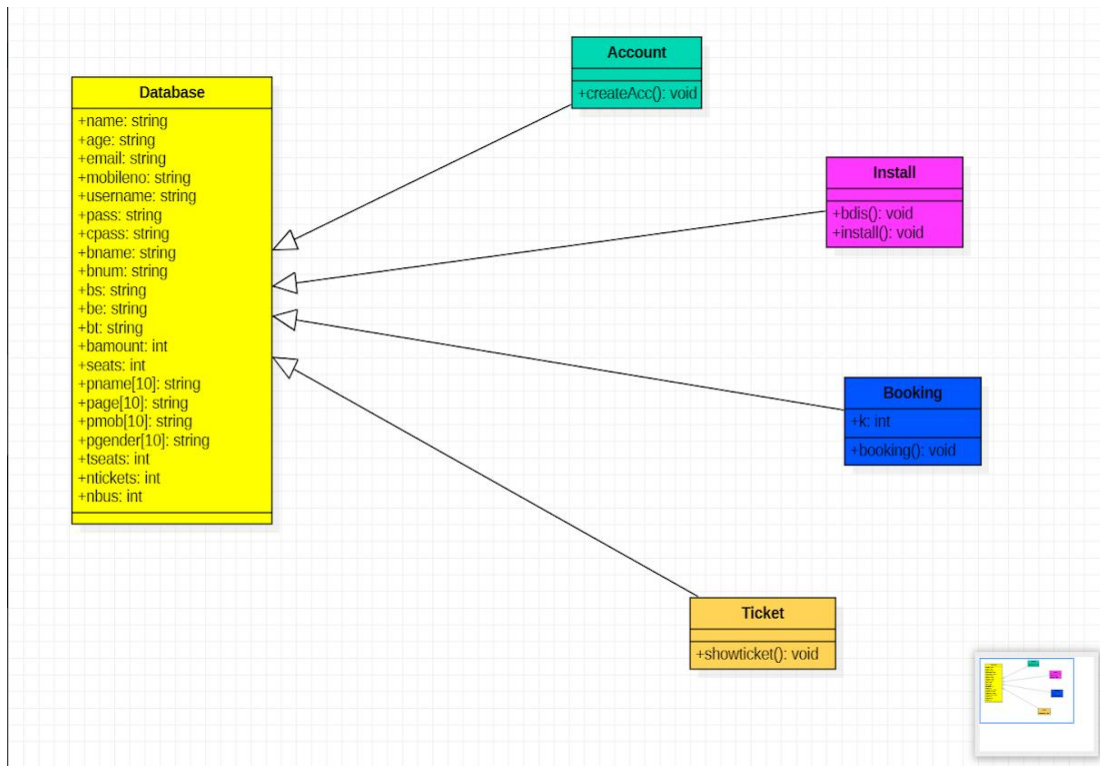 Database
+name: string
+age: string
+email: string
+mobileno: string
+username: string
+pass: string
+cpass: string
+bname: string
+bnum: string
+bs: string
+be: string
+bt: string
+bamount: int
+seats: int
+pname[10]: string
+page[10]: string
+pmob[10]: string
+pgender[10]: string
+tseats: int
+ntickets: int
+nbus: int
Account
+createAcc(): void
Install
+bdis(): void
+install(): void
Booking
+k: int
+booking(): void
Ticket
+showticket(): void